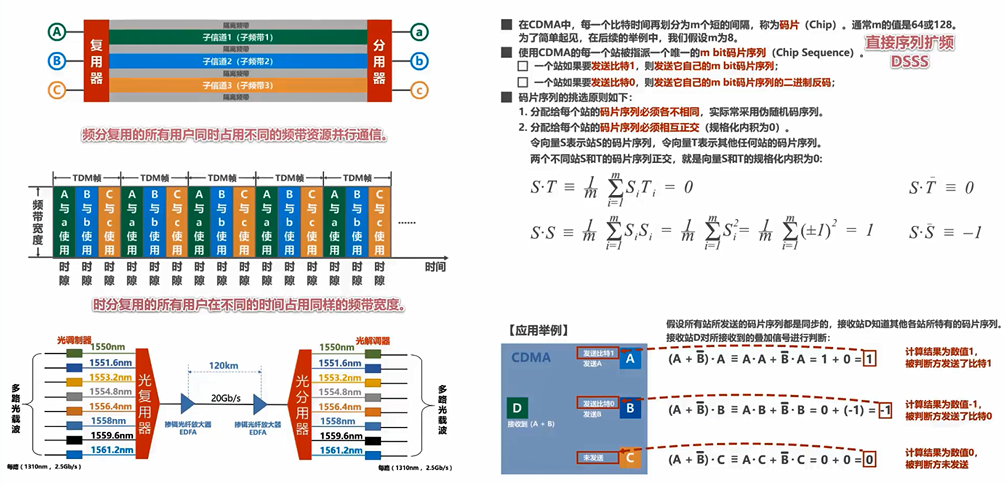 A
B
C
复用器
隔离频带
子信道1（子频带1）
隔离频带
子信道2（子频带2）
隔离频带
子信道3（子频带3）
隔离频带
分用器
a
b
c
频分复用的所有用户同时占用不同的频带资源并行通信。
TDM帧 TDM帧 TDM帧 TDM帧 TDM帧
频带宽度
A与a使用 B与b使用 C与c使用 A与a使用 B与b使用 C与c使用 A与a使用 B与b使用 C与c使用 A与a使用 B与b使用 C与c使用 A与a使用 B与b使用 C与c使用 ……
时隙 时隙 时隙 时隙 时隙 时隙 时隙 时隙 时隙 时隙 时隙 时隙 时隙 时隙 时隙 时间
时分复用的所有用户在不同的时间占用同样的频带宽度。
光调制器
多路光载波
1550nm
1551.6nm
1553.2nm
1554.8nm
1556.4nm
1558nm
1559.6nm
1561.2nm
每路（1310nm，2.5Gb/s）
光复用器
120km
20Gb/s
掺铒光纤放大器
EDFA
掺铒光纤放大器
EDFA
光分用器
光解调器
1550nm
1551.6nm
1553.2nm
1554.8nm
1556.4nm
1558nm
1559.6nm
1561.2nm
多路光载波
每路（1310nm，2.5Gb/s）
在CDMA中，每一个比特时间再划分为m个短的间隔，称为码片（Chip）。通常m的值是64或128。
为了简单起见，在后续的举例中，我们假设m为8。
使用CDMA的每一个站被指派一个唯一的m bit码片序列（Chip Sequence）。
一个站如果要发送比特1，则发送它自己的m bit码片序列；
一个站如果要发送比特0，则发送它自己的m bit码片序列的二进制反码；
直接序列扩频
DSSS
码片序列的挑选原则如下：
1. 分配给每个站的码片序列必须各不相同，实际常采用伪随机码序列。
2. 分配给每个站的码片序列必须相互正交（规格化内积为0）。
令向量S表示站S的码片序列，令向量T表示其他任何站的码片序列。
两个不同站S和T的码片序列正交，就是向量S和T的规格化内积为0:
S·T ≡ 1/m ∑_{i=1}^{m} S_i T_i = 0
S·T̄ ≡ 0
S·S ≡ 1/m ∑_{i=1}^{m} S_i S_i = 1/m ∑_{i=1}^{m} S_i² = 1/m ∑_{i=1}^{m} (±1)² = 1
S·S̄ ≡ -1
【应用举例】
假设所有站所发送的码片序列都是同步的，接收站D知道其他各站所特有的码片序列。
接收站D对所接收到的叠加信号进行判断：
CDMA
发送比特1
发送A
A
(A + B̄)·A ≡ A·A + B̄·A = 1 + 0 = 1
计算结果为数值1，
被判断方发送了比特1
D
接收到（A + B）
发送比特0
发送B
B
(A + B̄)·B ≡ A·B + B̄·B = 0 + (-1) = -1
计算结果为数值-1，
被判断方发送了比特0
未发送
C
(A + B̄)·C ≡ A·C + B̄·C = 0 + 0 = 0
计算结果为数值0，
被判断方未发送